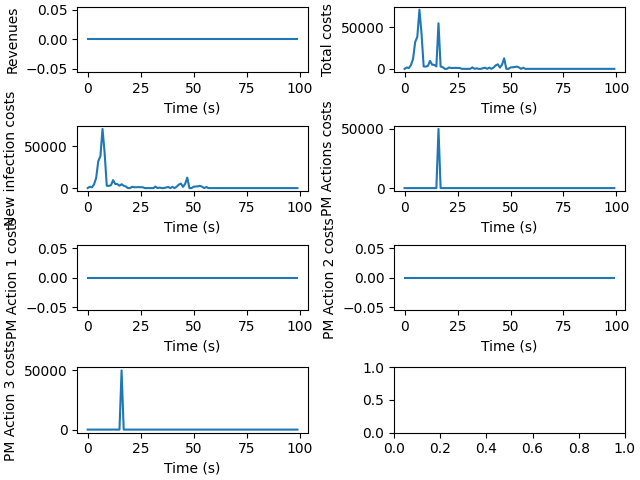 Revenues
0.05
0.00
−0.05
0 25 50 75 100
Time (s)
Total costs
50000
0
0 25 50 75 100
Time (s)
New infection costs
50000
0
0 25 50 75 100
Time (s)
PM Actions costs
50000
0
0 25 50 75 100
Time (s)
PM Action 1 costs
0.05
0.00
−0.05
0 25 50 75 100
Time (s)
PM Action 2 costs
0.05
0.00
−0.05
0 25 50 75 100
Time (s)
PM Action 3 costs
50000
0
0 25 50 75 100
Time (s)
1.0
0.5
0.0
0.0 0.2 0.4 0.6 0.8 1.0